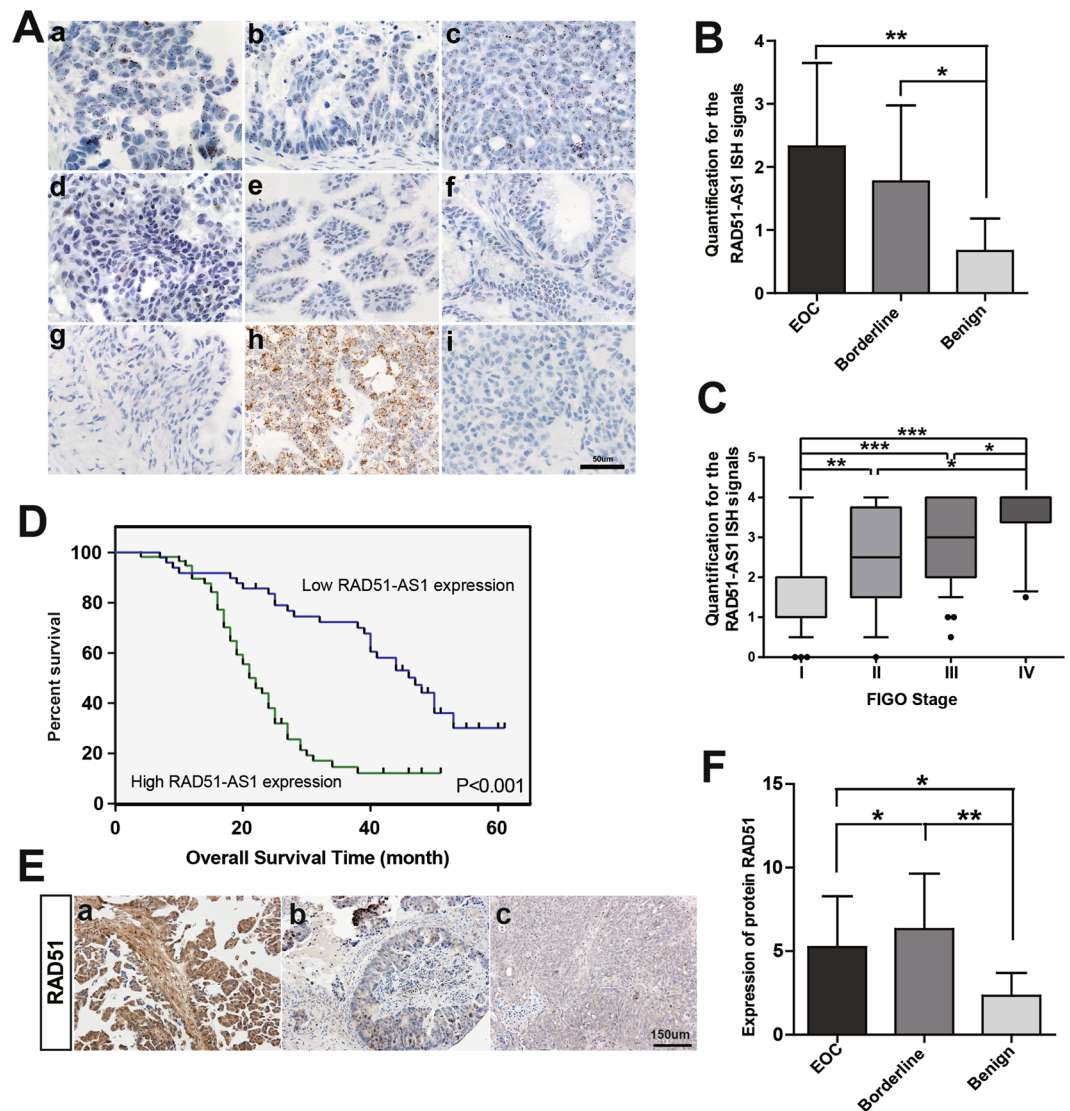 A
a
b
c
d
e
f
g
h
i
50um
B
Quantification for the
RAD51-AS1 ISH signals
4
3
2
1
0
**
*
EOC
Borderline
Benign
C
Quantification for the
RAD51-AS1 ISH signals
5
4
3
2
1
0
***
***
*
**
*
I
II
III
IV
FIGO Stage
D
Percent survival
100
80
60
40
20
0
Low RAD51-AS1 expression
High RAD51-AS1 expression
P<0.001
0
20
40
60
Overall Survival Time (month)
E
RAD51
a
b
c
150um
F
Expression of protein RAD51
15
10
5
0
*
*
**
EOC
Borderline
Benign